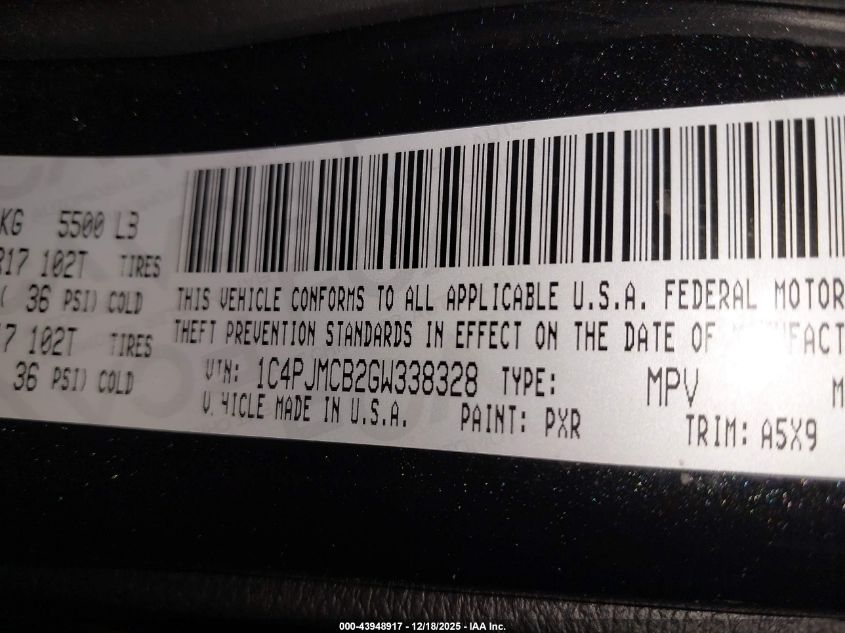 KG 5500 LB
R17 102T TIRES
( 36 PSI) COLD
7 102T TIRES
36 PSI) COLD
THIS VEHICLE CONFORMS TO ALL APPLICABLE U.S.A. FEDERAL MOTOR
THEFT PREVENTION STANDARDS IN EFFECT ON THE DATE OF
VIN: 1C4PJMCB2GW338328 TYPE: MPV M
VEHICLE MADE IN U.S.A. PAINT: PXR TRIM: A5X9
000-43948917 - 12/18/2025 - IAA Inc.